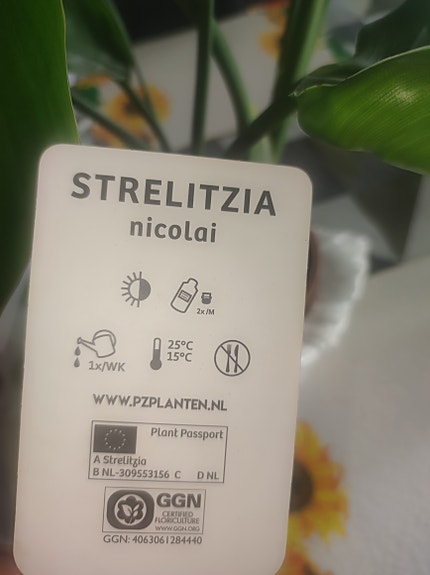 STRELITZIA
nicolai
2x/M
1x/WK
25°C
15°C
WWW.PZPLANTEN.NL
Plant Passport
A Strelitzia
B NL-309553156 C D NL
GGN
CERTIFIED
FLORICULTURE
WWW.GGN.ORG
GGN: 4063061284440